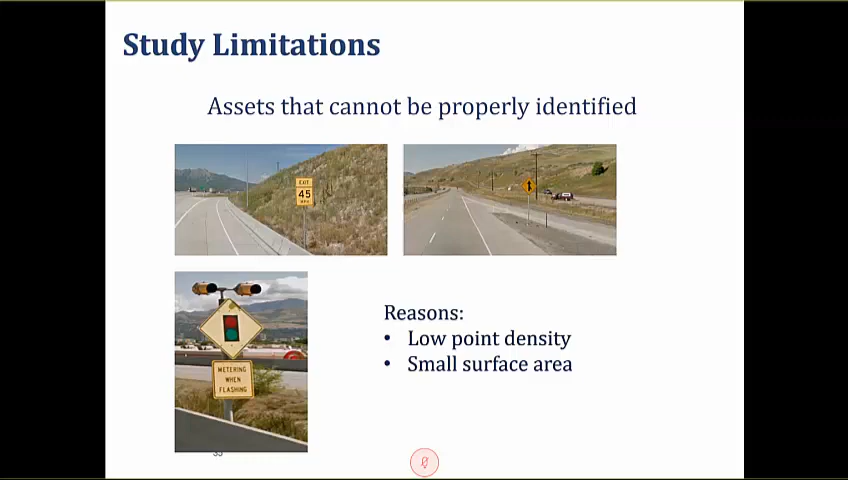 Study Limitations
Assets that cannot be properly identified
EXIT
45
MPH
METERING
WHEN
FLASHING
Reasons:
• Low point density
• Small surface area